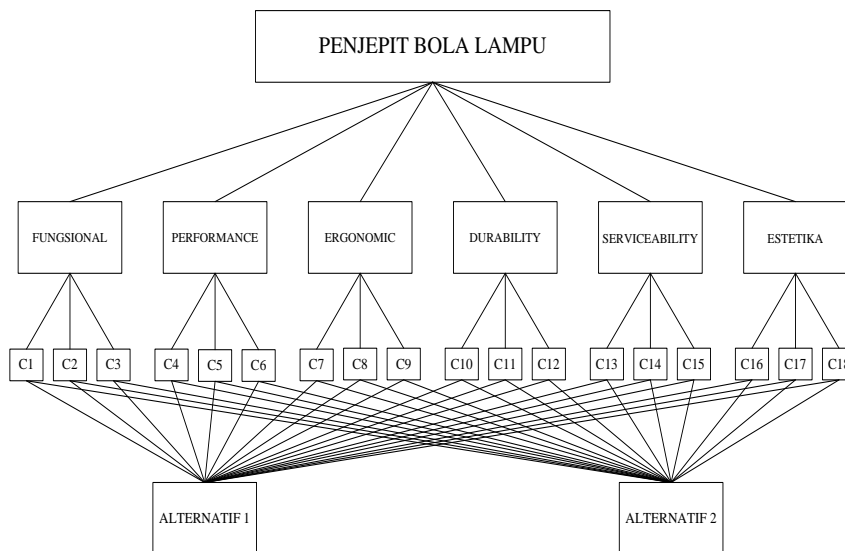 PENJEPIT BOLA LAMPU
FUNGSIONAL
PERFORMANCE
ERGONOMIC
DURABILITY
SERVICEABILITY
ESTETIKA
C1
C2
C3
C4
C5
C6
C7
C8
C9
C10
C11
C12
C13
C14
C15
C16
C17
C18
ALTERNATIF 1
ALTERNATIF 2